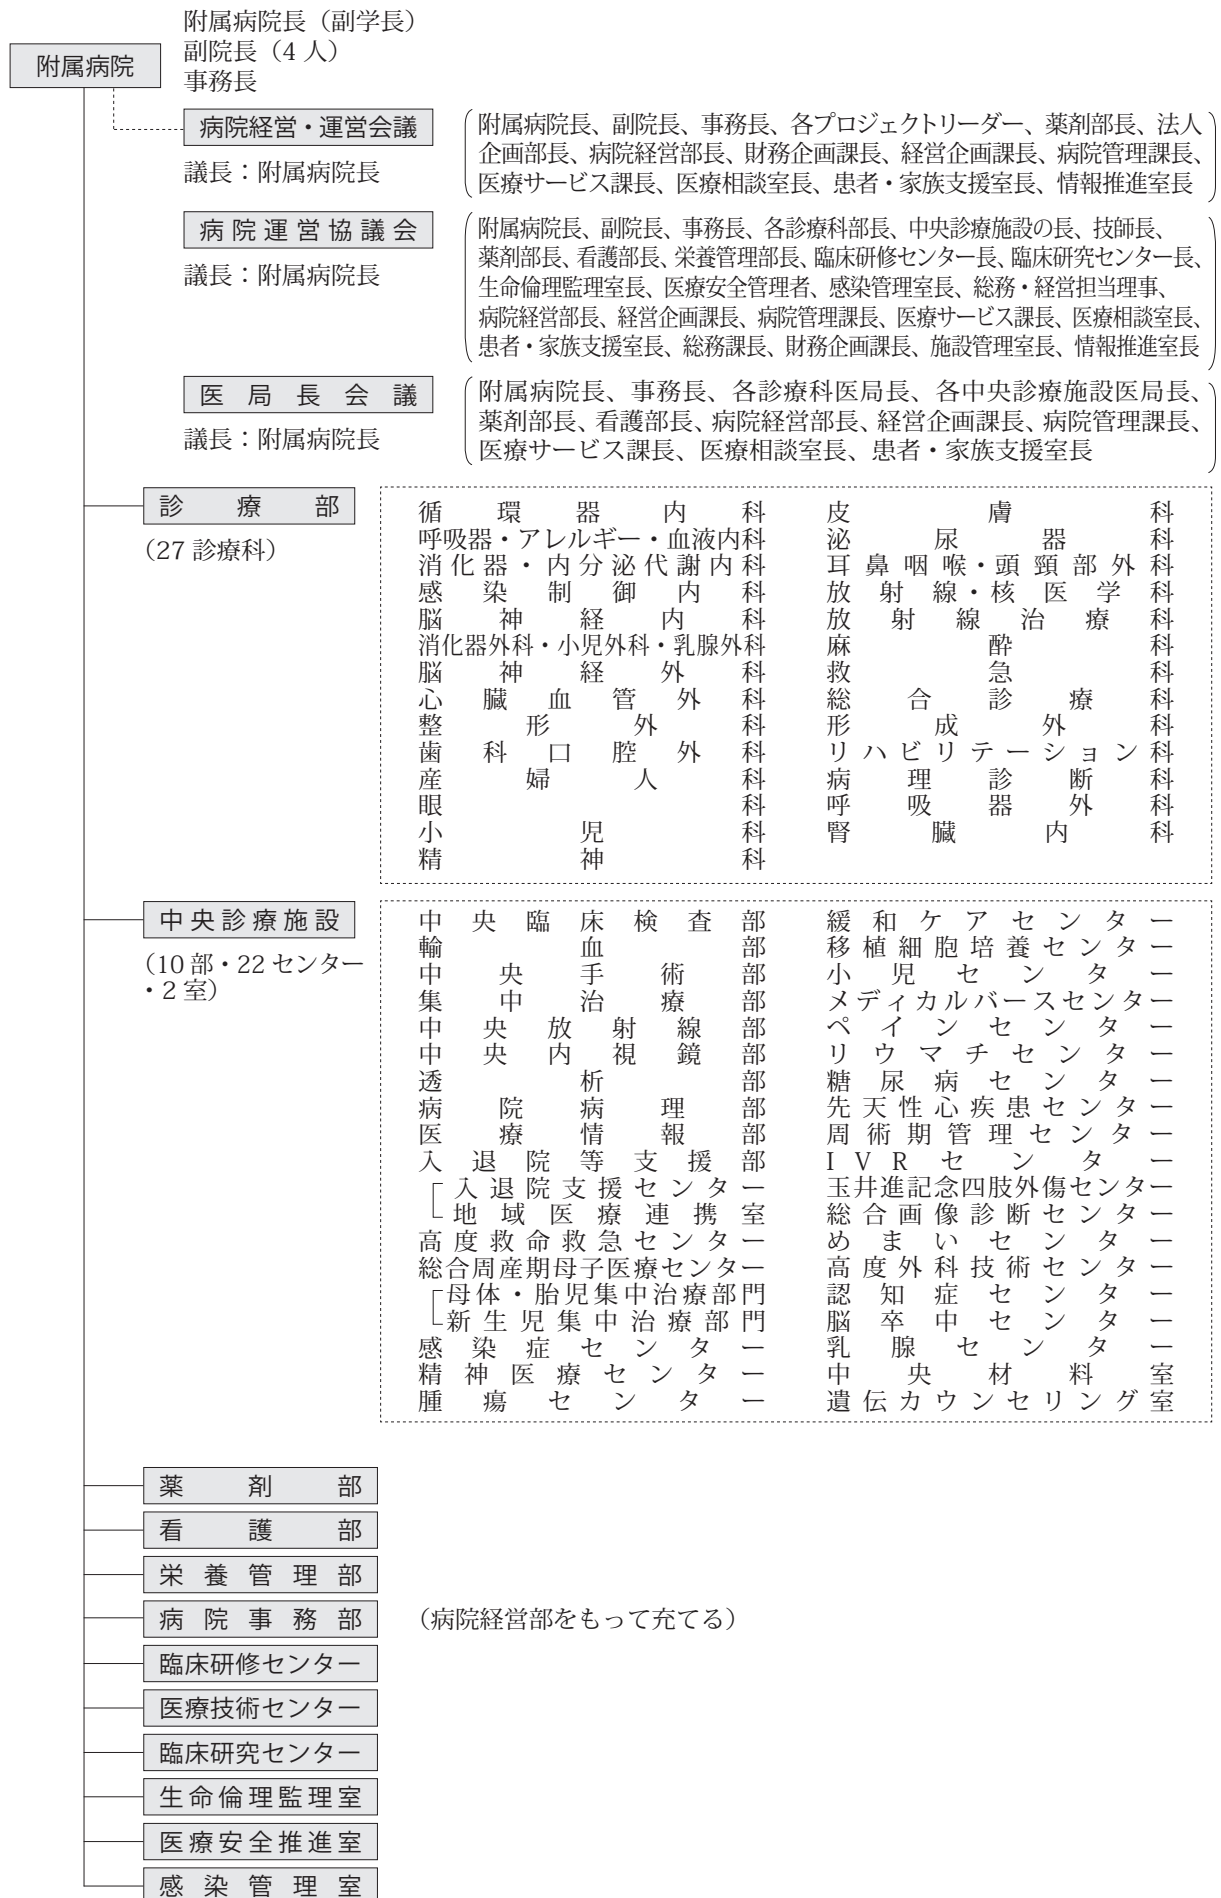 附属病院
附属病院長（副学長）
副院長（4 人）
事務長
病院経営・運営会議
議長：附属病院長
附属病院長、副院長、事務長、各プロジェクトリーダー、薬剤部長、法人
企画部長、病院経営部長、財務企画課長、経営企画課長、病院管理課長、
医療サービス課長、医療相談室長、患者・家族支援室長、情報推進室長
病院運営協議会
議長：附属病院長
附属病院長、副院長、事務長、各診療科部長、中央診療施設の長、技師長、
薬剤部長、看護部長、栄養管理部長、臨床研修センター長、臨床研究センター長、
生命倫理監理室長、医療安全管理者、感染管理室長、総務・経営担当理事、
病院経営部長、経営企画課長、病院管理課長、医療サービス課長、医療相談室長、
患者・家族支援室長、総務課長、財務企画課長、施設管理室長、情報推進室長
医局長会議
議長：附属病院長
附属病院長、事務長、各診療科医局長、各中央診療施設医局長、
薬剤部長、看護部長、病院経営部長、経営企画課長、病院管理課長、
医療サービス課長、医療相談室長、患者・家族支援室長
診療部
（27 診療科）
循環器内科
呼吸器・アレルギー・血液内科
消化器・内分泌代謝内科
感染制御内科
脳神経内科
消化器外科・小児外科・乳腺外科
脳神経外科
心臓血管外科
整形外科
歯科口腔外科
産婦人科
眼科
小児科
精神科
皮膚科
泌尿器科
耳鼻咽喉・頭頸部外科
放射線・核医学科
放射線治療科
麻酔科
救急科
総合診療科
形成外科
リハビリテーション科
病理診断科
呼吸器外科
腎臓内科
中央診療施設
（10 部・22 センター
・2 室）
中央臨床検査部
輸血部
中央手術部
集中治療部
中央放射線部
中央内視鏡部
透析部
病院病理部
医療情報部
入退院等支援部
入退院支援センター
地域医療連携室
高度救命救急センター
総合周産期母子医療センター
母体・胎児集中治療部門
新生児集中治療部門
感染症センター
精神医療センター
腫瘍センター
緩和ケアセンター
移植細胞培養センター
小児センター
メディカルバースセンター
ペインセンター
リウマチセンター
糖尿病センター
先天性心疾患センター
周術期管理センター
IVRセンター
玉井進記念四肢外傷センター
総合画像診断センター
めまいセンター
高度外科技術センター
認知症センター
脳卒中センター
乳腺センター
中央材料室
遺伝カウンセリング室
薬剤部
看護部
栄養管理部
病院事務部
（病院経営部をもって充てる）
臨床研修センター
医療技術センター
臨床研究センター
生命倫理監理室
医療安全推進室
感染管理室